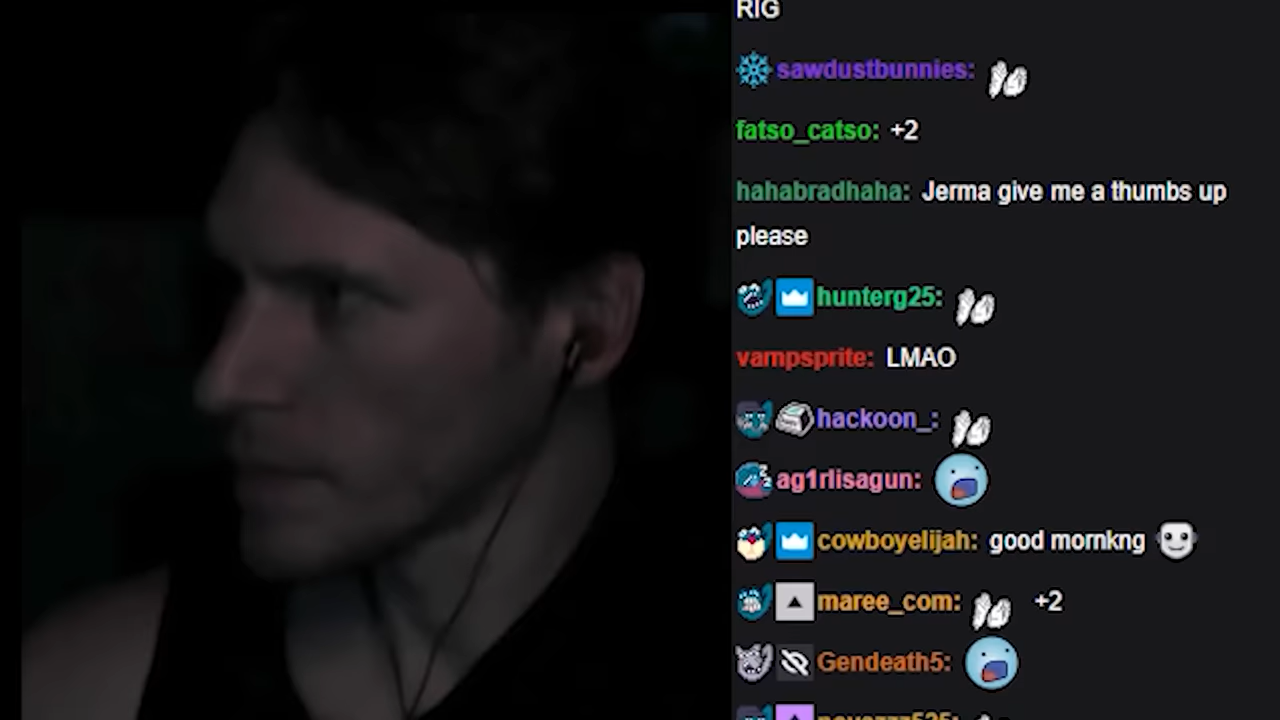 RIG
sawdustbunnies:
fatso_catso: +2
hahabradhaha: Jerma give me a thumbs up
please
hunterg25:
vampsprite: LMAO
hackoon_:
ag1rlisagun:
cowboyelijah: good mornkng
maree_com: +2
Gendeath5: